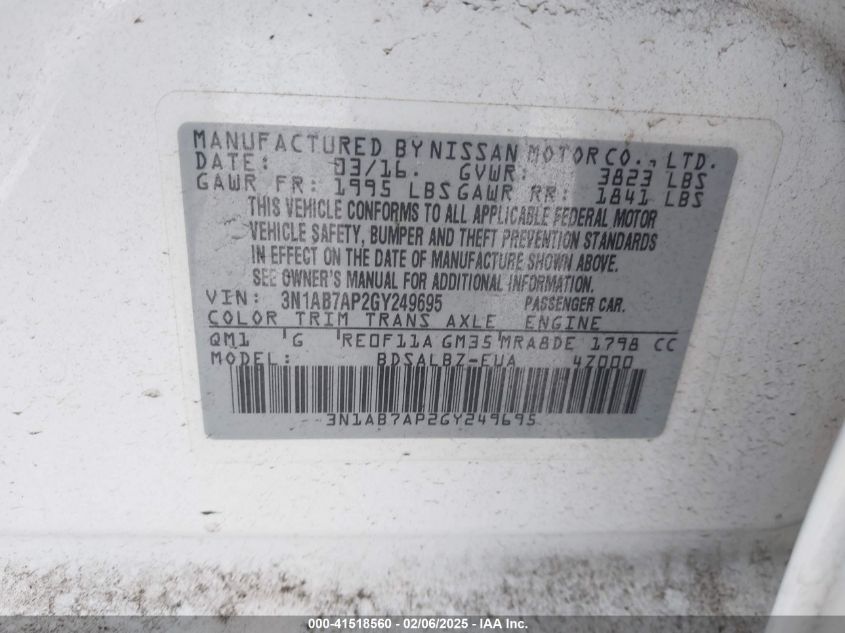 MANUFACTURED BY NISSAN MOTOR CO., LTD.
DATE: 03/16. GVWR: 3823 LBS
GAWR FR: 1995 LBS GAWR RR: 1841 LBS
THIS VEHICLE CONFORMS TO ALL APPLICABLE FEDERAL MOTOR
VEHICLE SAFETY, BUMPER AND THEFT PREVENTION STANDARDS
IN EFFECT ON THE DATE OF MANUFACTURE SHOWN ABOVE.
SEE OWNER'S MANUAL FOR ADDITIONAL INFORMATION.
VIN: 3N1AB7AP2GY249695 PASSENGER CAR.
COLOR TRIM TRANS AXLE ENGINE
QM1 G RE0F11A GM35 MRA8DE 1798 CC
MODEL: BDSALBZ-EUA 4Z000
3N1AB7AP2GY249695
000-41518560 - 02/06/2025 - IAAI.com